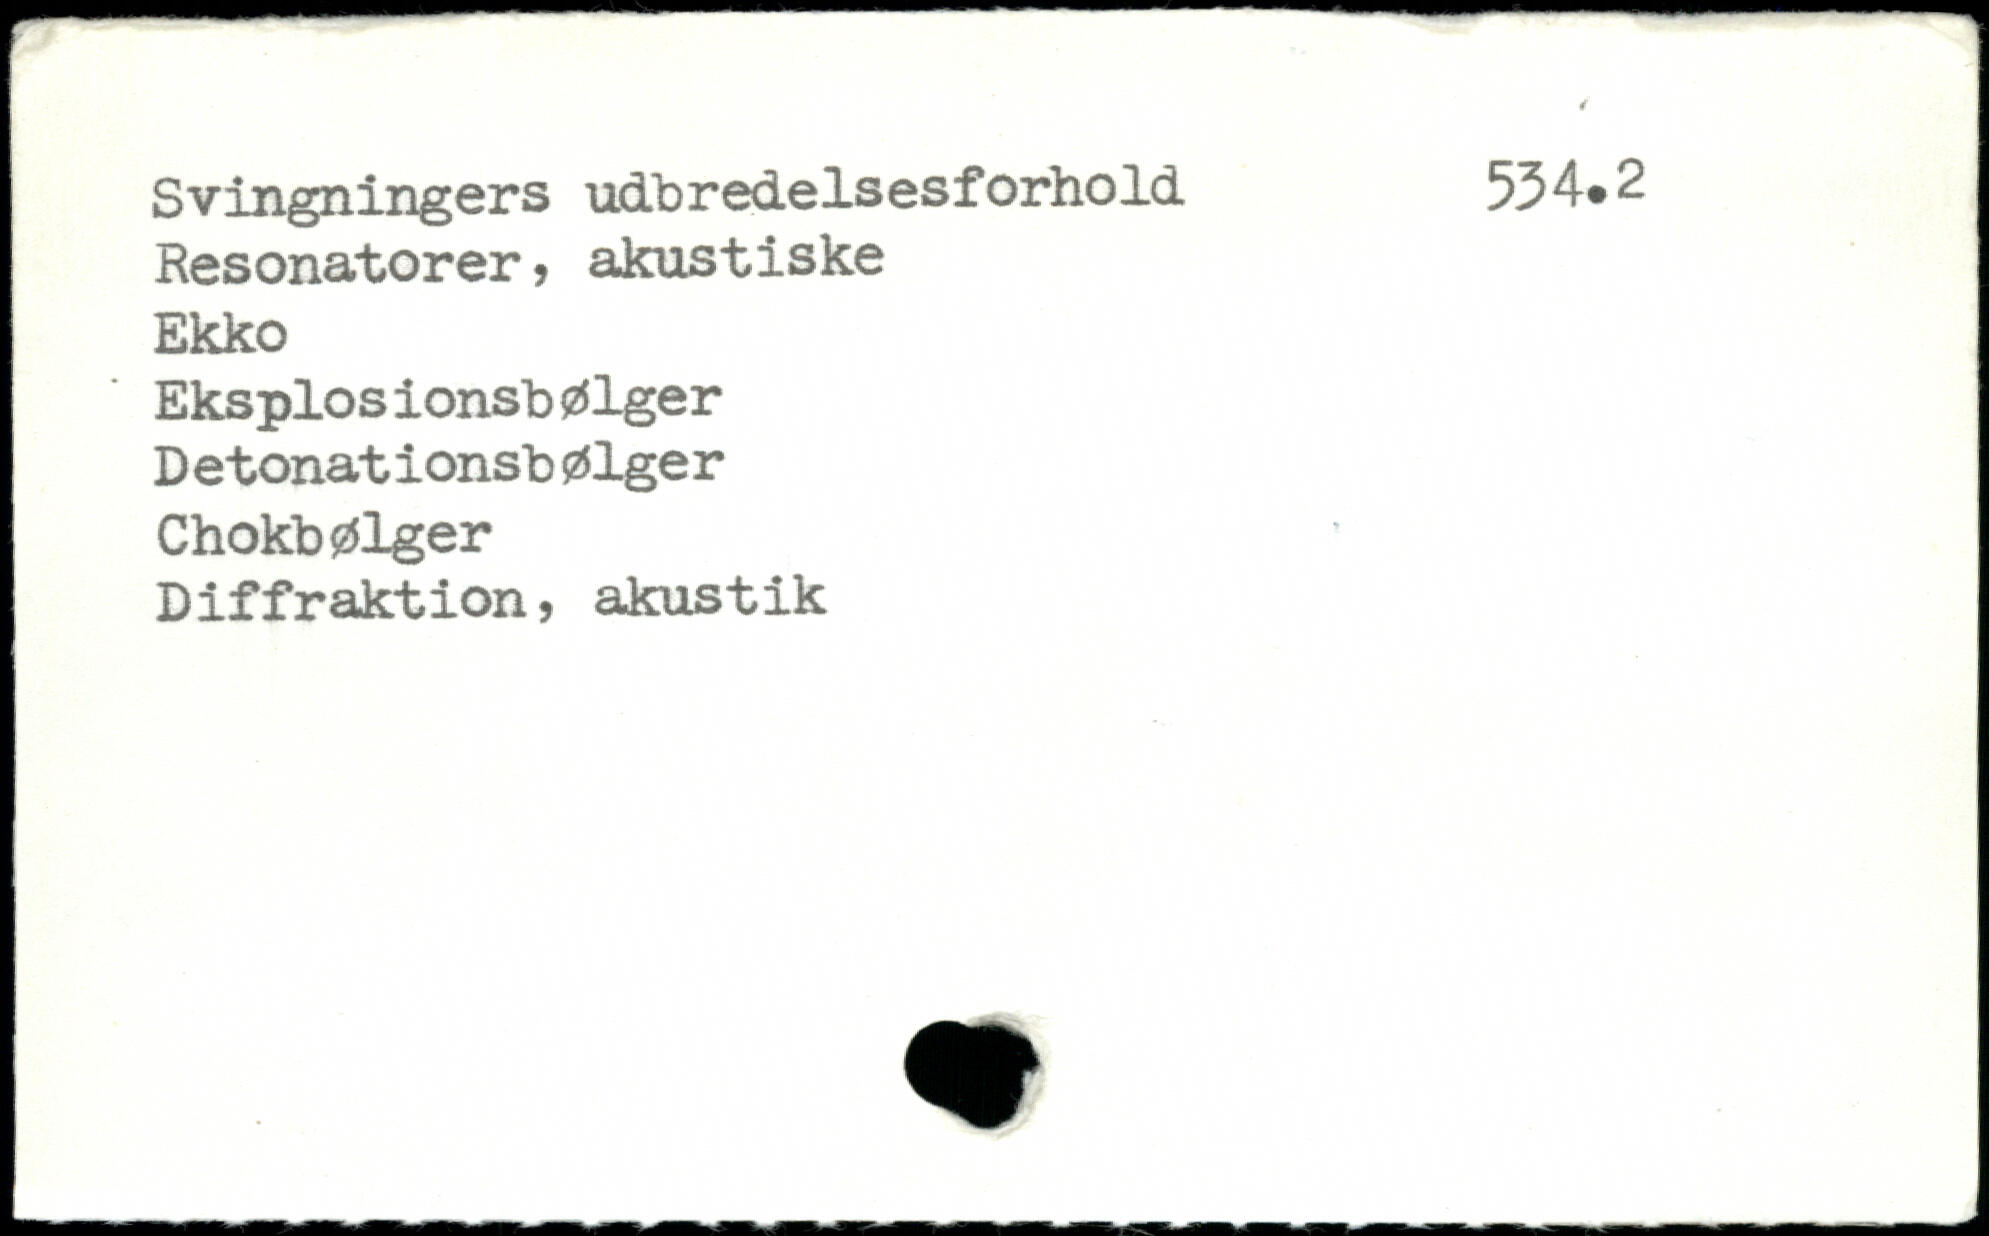 Svingningers udbredelsesforhold 534.2
Resonatorer, akustiske
Ekko
Eksplosionsbølger
Detonationsbølger
Chokbølger
Diffraktion, akustik